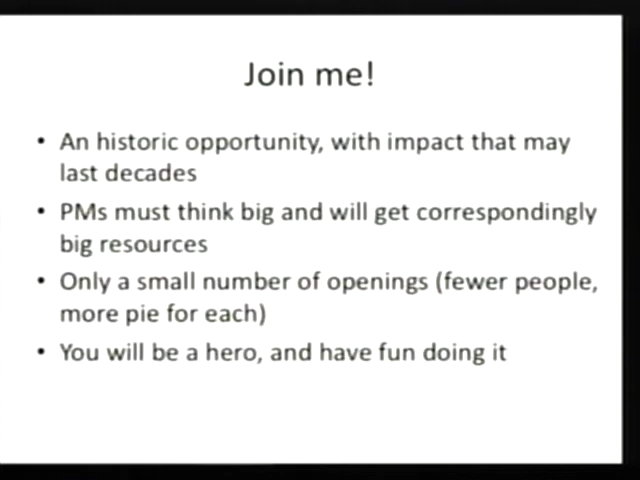 Join me!
• An historic opportunity, with impact that may
last decades
• PMs must think big and will get correspondingly
big resources
• Only a small number of openings (fewer people,
more pie for each)
• You will be a hero, and have fun doing it